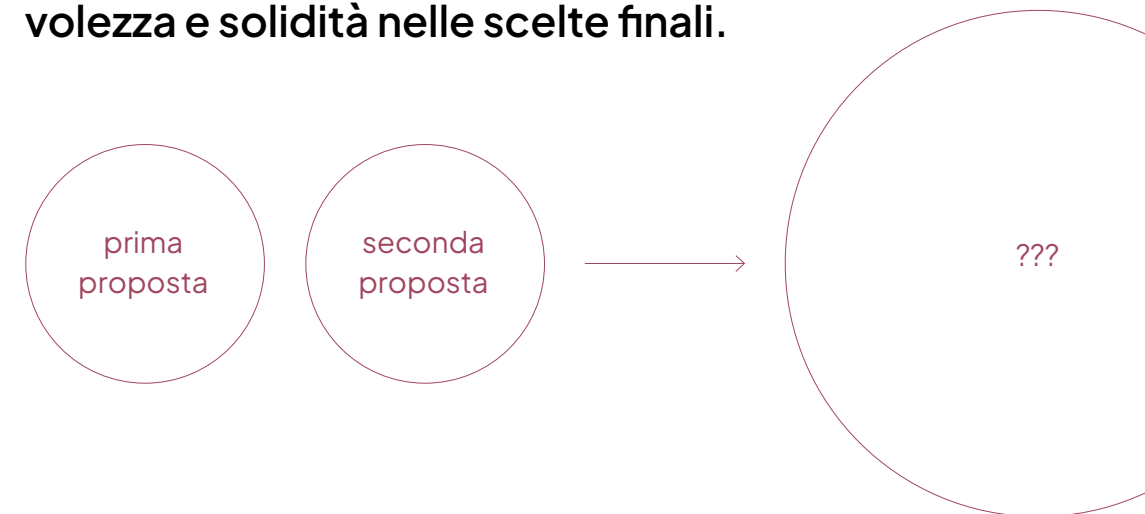 volezza e solidità nelle scelte finali.
prima
proposta
seconda
proposta
???